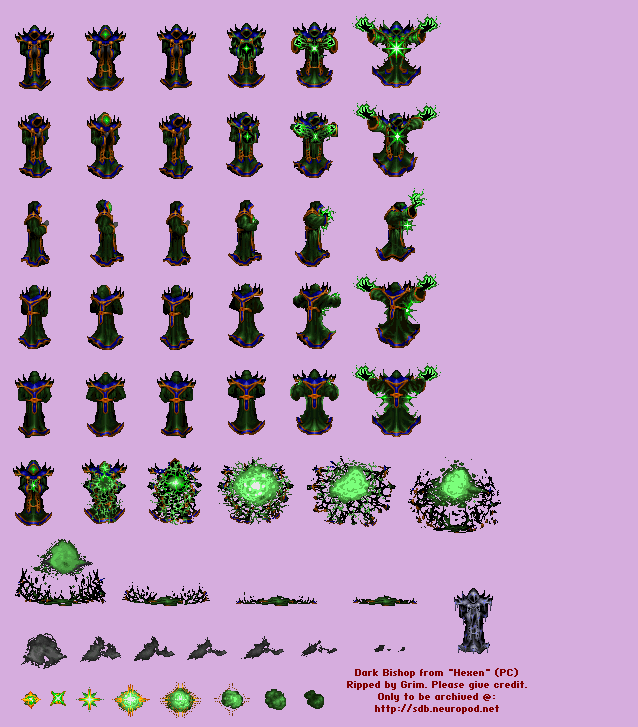 Dark Bishop from "Hexen" (PC)
Ripped by Grim. Please give credit.
Only to be archived @:
http://sdb.neuropod.net